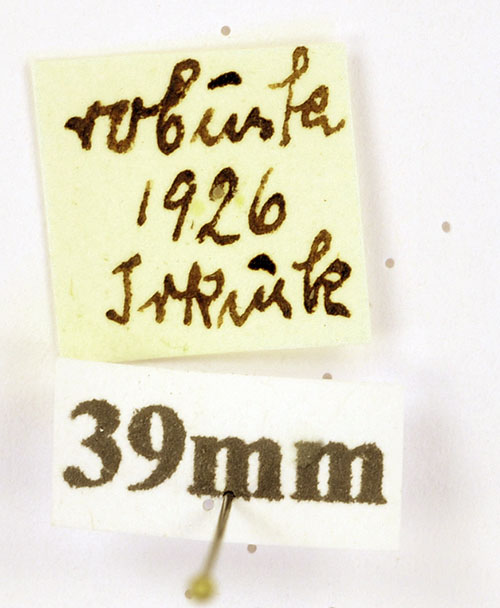 robusta
1926
Irkutsk
39mm